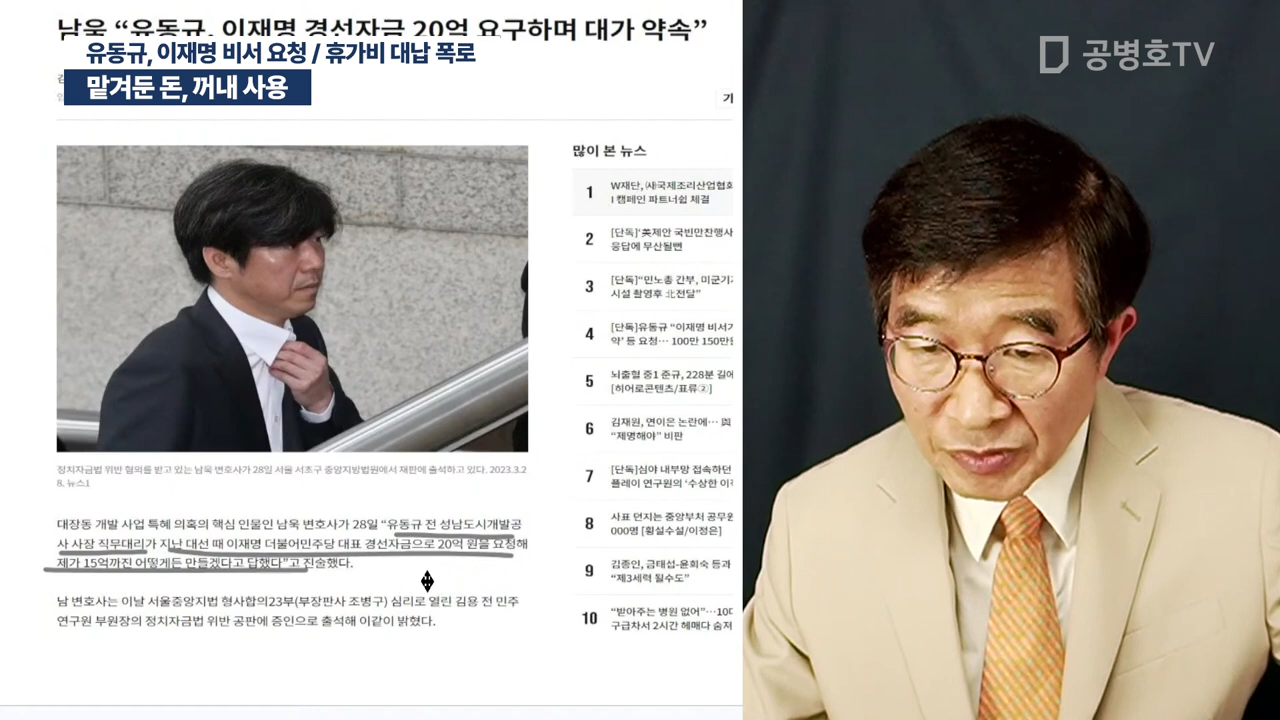 남욱 “유동규, 이재명 경선자금 20억 요구하며 대가 약속”
유동규, 이재명 비서 요청 / 휴가비 대납 폭로
맡겨둔 돈, 꺼내 사용
공병호TV
가
정치자금법 위반 혐의를 받고 있는 남욱 변호사가 28일 서울 서초구 중앙지방법원에서 재판에 출석하고 있다. 2023.3.2
8. 뉴스1
대장동 개발 사업 특혜 의혹의 핵심 인물인 남욱 변호사가 28일 “유동규 전 성남도시개발공
사 사장 직무대리가 지난 대선 때 이재명 더불어민주당 대표 경선자금으로 20억 원을 요청해
제가 15억까진 어떻게든 만들겠다고 답했다”고 진술했다.
남 변호사는 이날 서울중앙지법 형사합의23부(부장판사 조병구) 심리로 열린 김용 전 민주
연구원 부원장의 정치자금법 위반 공판에 증인으로 출석해 이같이 밝혔다.
많이 본 뉴스
1 W재단, ㈔국제조리산업협회
I 캠페인 파트너쉽 체결
2 [단독]‘美제안 국빈만찬행사
응답에 무산될뻔
3 [단독]“민노총 간부, 미군기지
시설 촬영후 北전달”
4 [단독]유동규 “이재명 비서가
약’ 등 요청… 100만 150만원
5 뇌출혈 중1 준규, 228분 길에
[히어로콘텐츠/표류②]
6 김재원, 연이은 논란에… 與
“제명해야” 비판
7 [단독]심야 내부망 접속하던
플레이 연구원의 ‘수상한 이
8 사표 던지는 중앙부처 공무원
000명 [횡설수설/이정은]
9 김종인, 금태섭-윤희숙 등과
“제3세력 될수도”
10 “받아주는 병원 없어”…10대
구급차서 2시간 헤매다 숨져